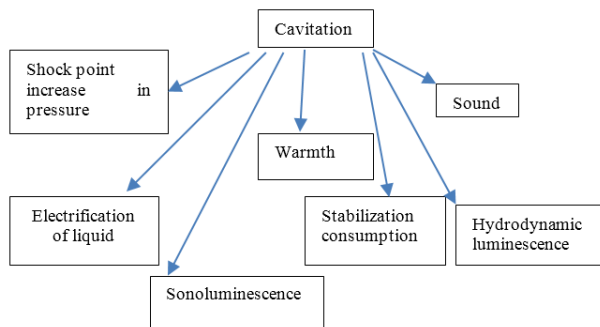 Cavitation
Shock point
increase in
pressure
Sound
Warmth
Electrification
of liquid
Stabilization
consumption
Hydrodynamic
luminescence
Sonoluminescence